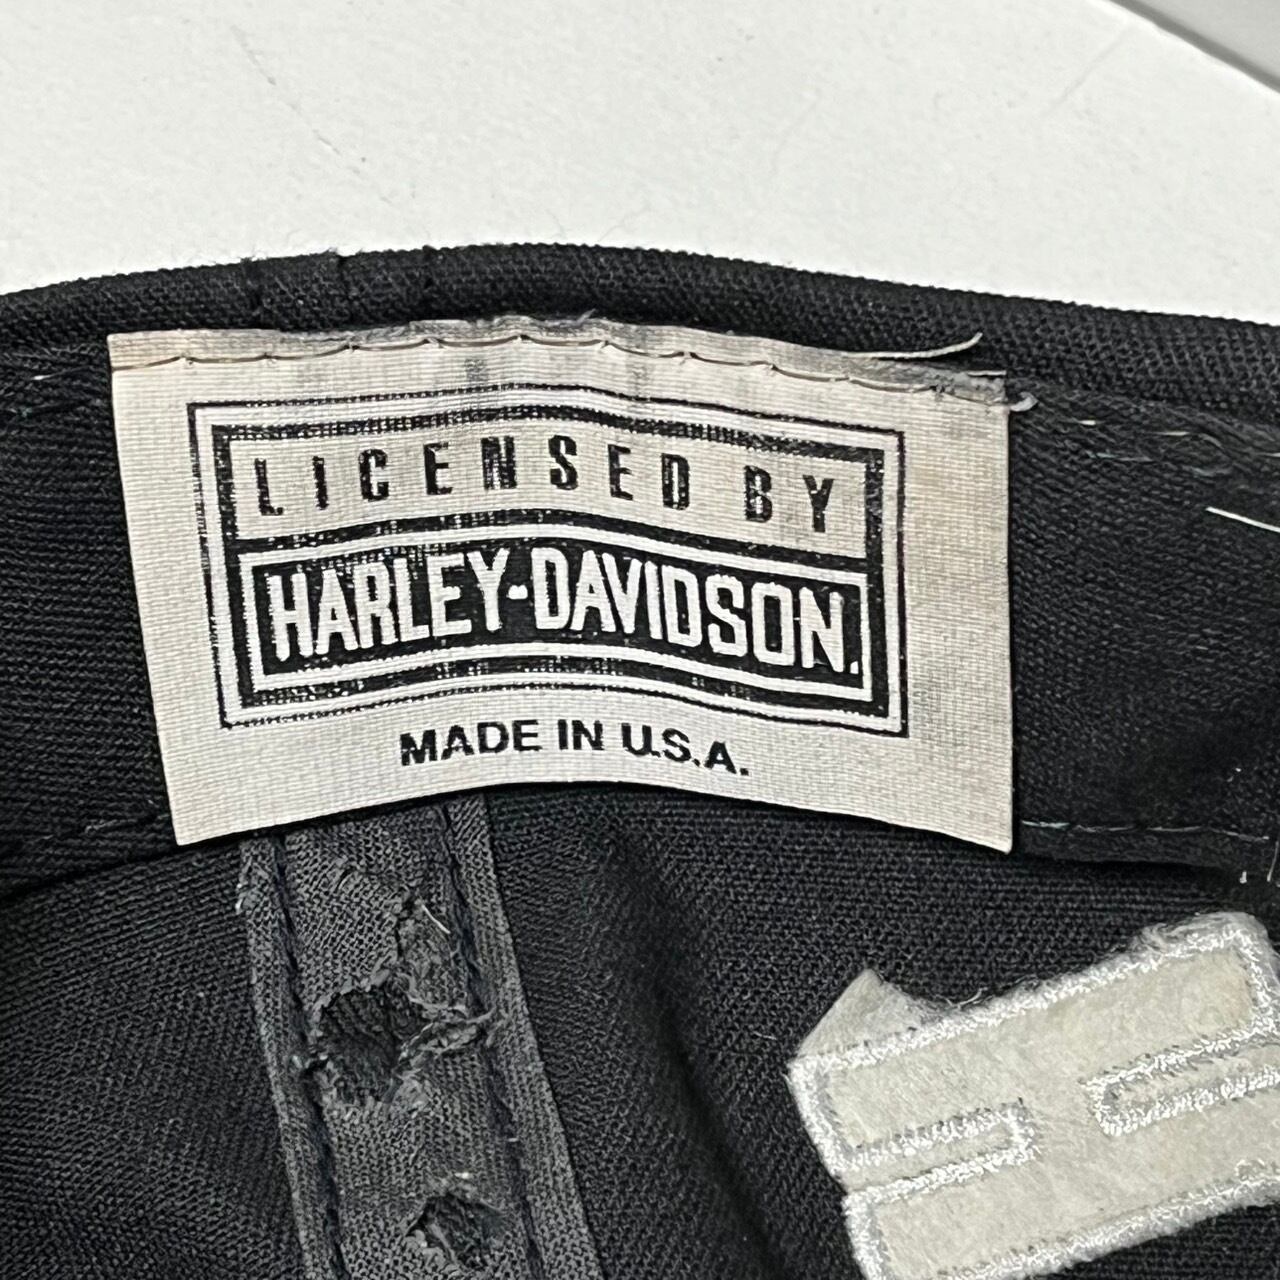 LICENSED BY
HARLEY-DAVIDSON.
MADE IN U.S.A.